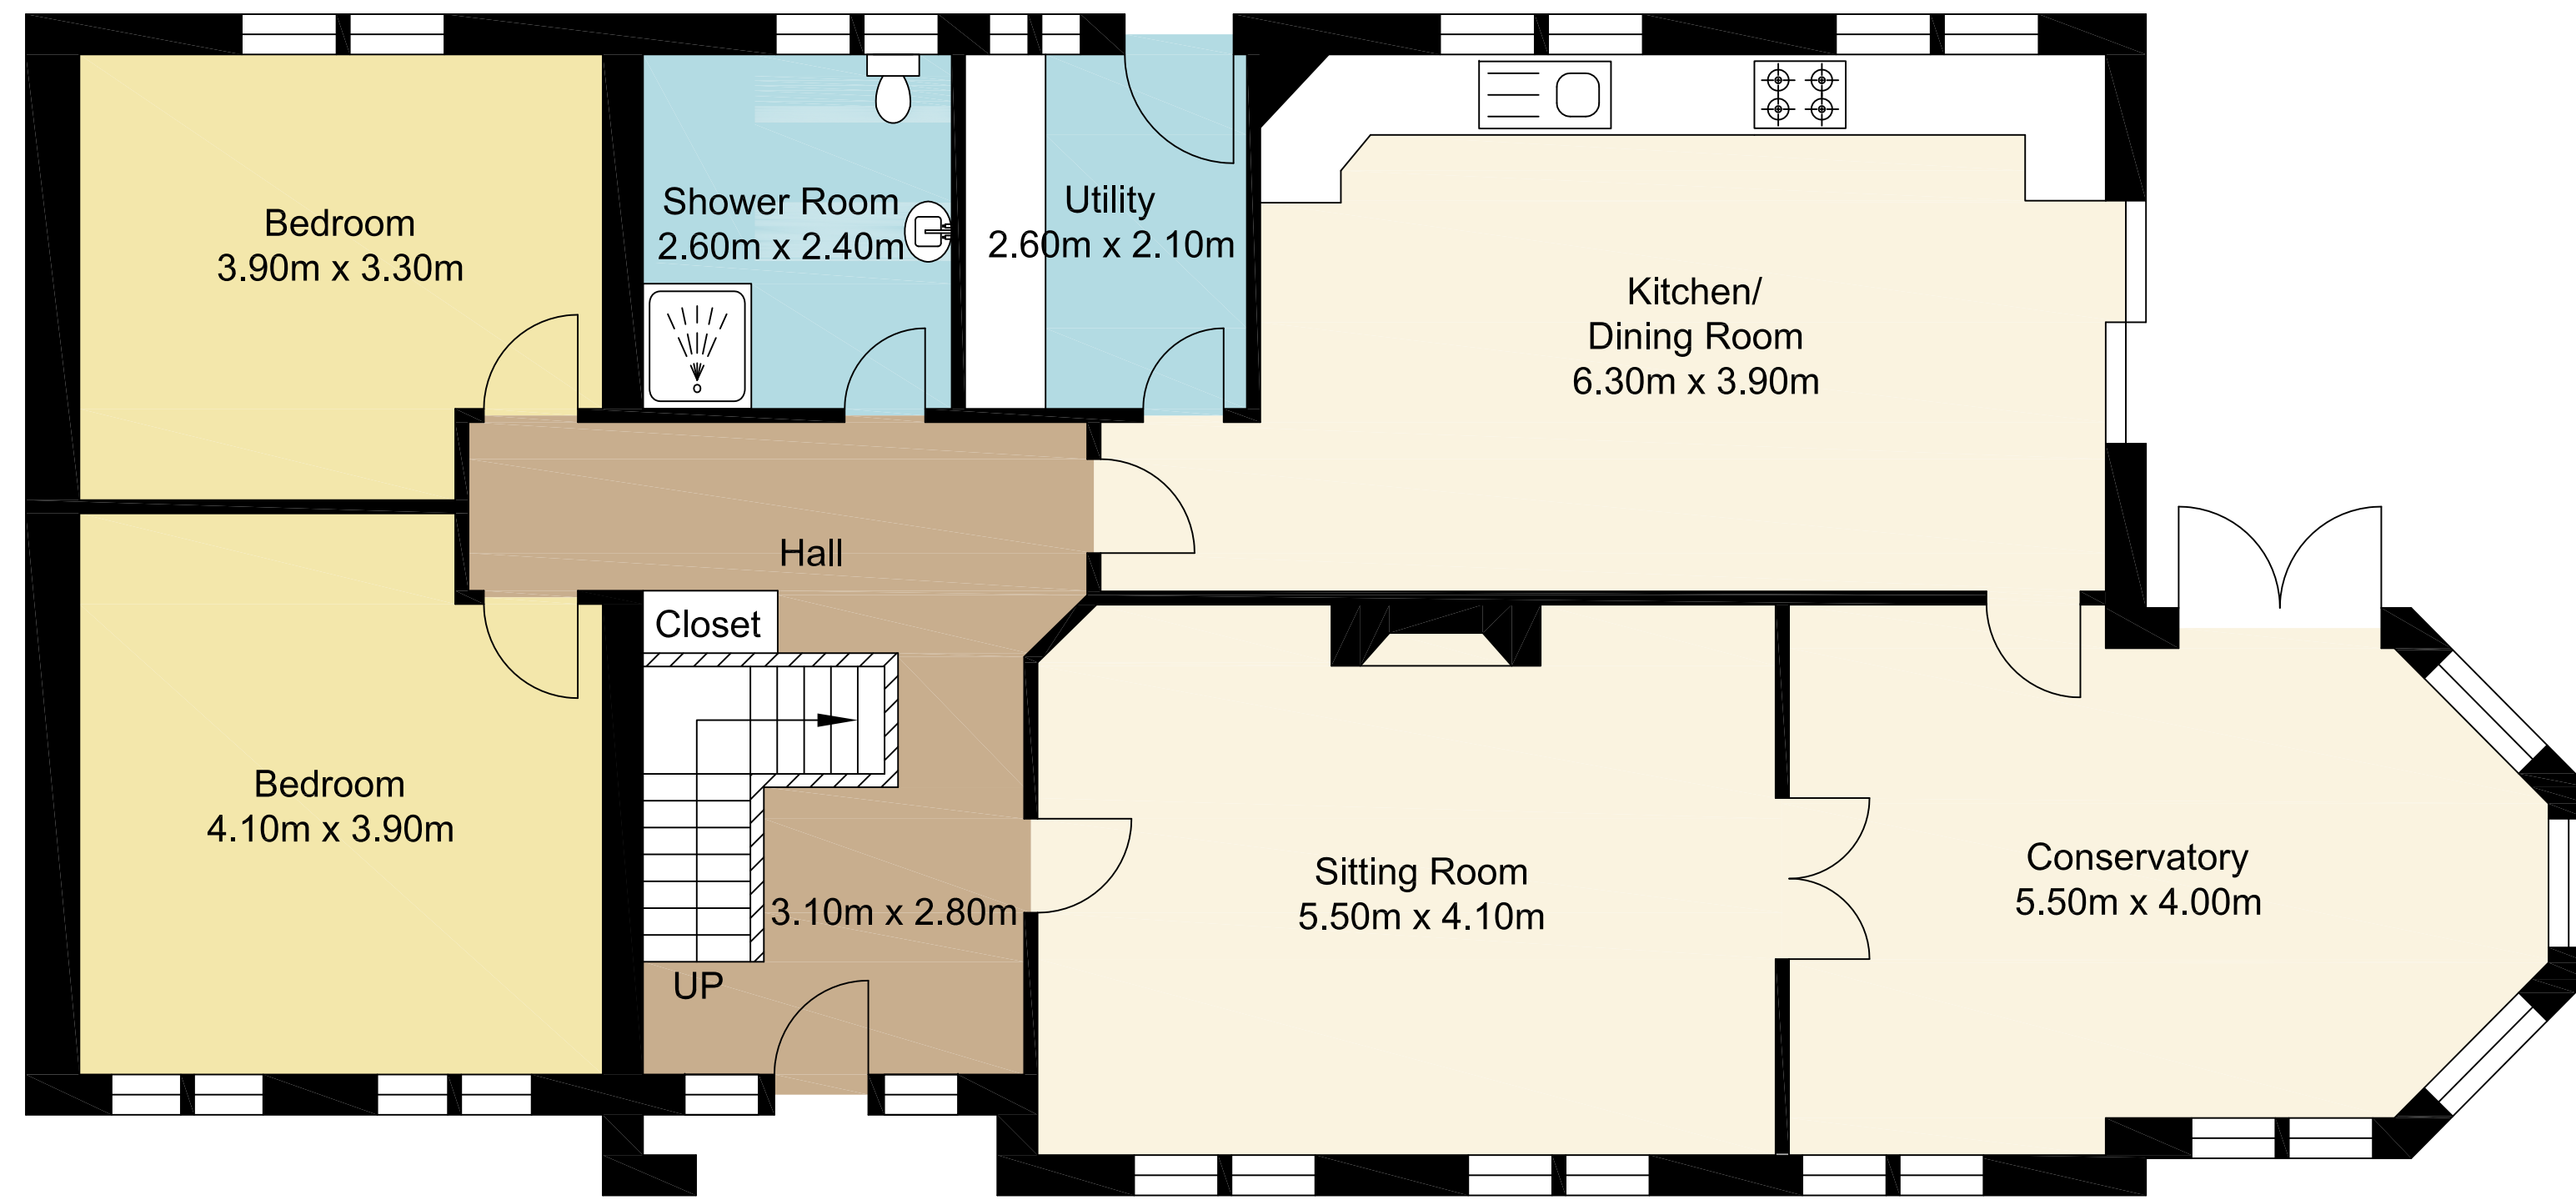 Bedroom
3.90m x 3.30m
Shower Room
2.60m x 2.40m
Utility
2.60m x 2.10m
Kitchen/
Dining Room
6.30m x 3.90m
Hall
Closet
Bedroom
4.10m x 3.90m
3.10m x 2.80m
UP
Sitting Room
5.50m x 4.10m
Conservatory
5.50m x 4.00m